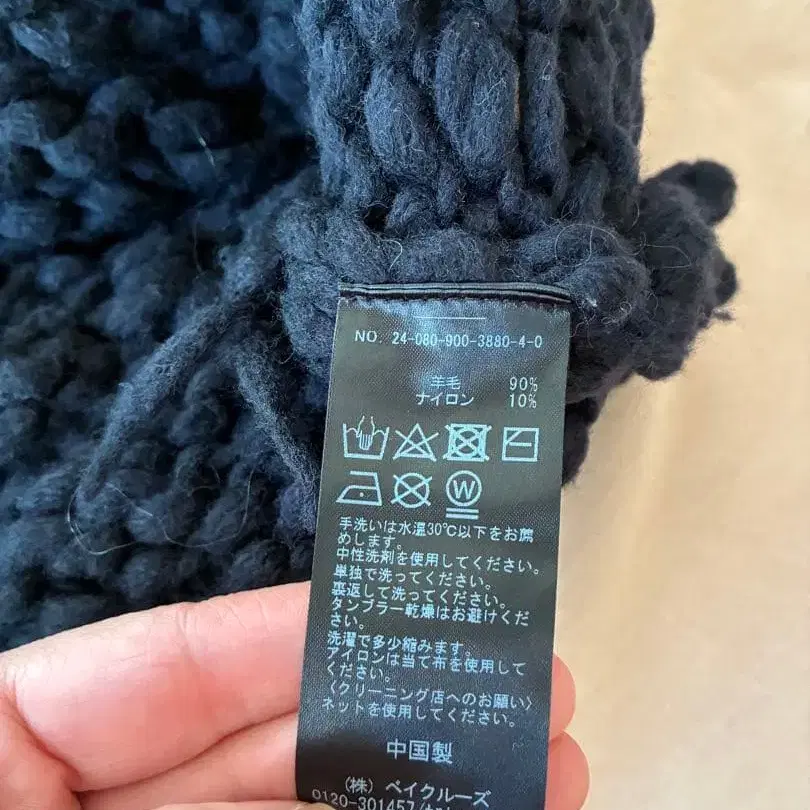 NO. 24-080-900-3880-4-0
羊毛 90%
ナイロン 10%
W
手洗いは水温30℃以下をお薦
めします。
中性洗剤を使用してください。
単独で洗ってください。
裏返して洗ってください。
タンブラー乾燥はお避けくだ
さい。
洗濯で多少縮みます。
アイロンは当て布を使用して
ください。
〈クリーニング店へのお願い〉
ネットを使用してください。
中国製
(株) ベイクルーズ
0120-301457